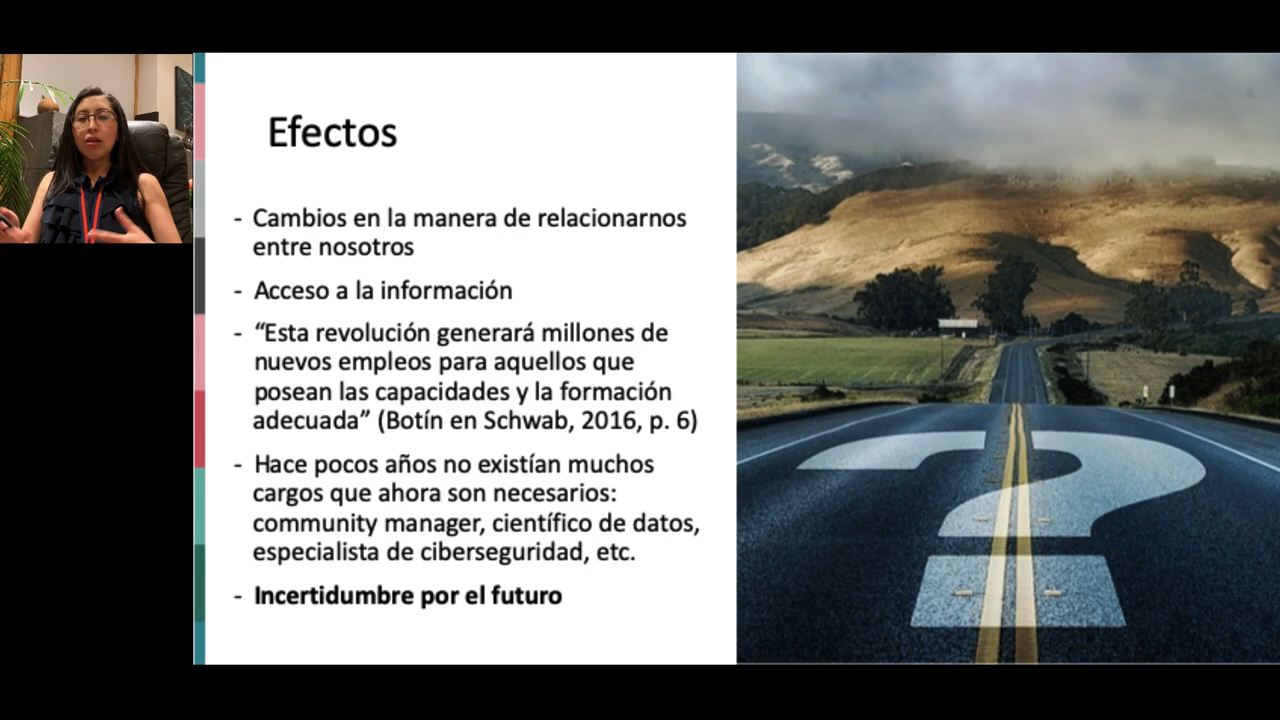 Efectos
- Cambios en la manera de relacionarnos
entre nosotros
- Acceso a la información
- “Esta revolución generará millones de
nuevos empleos para aquellos que
posean las capacidades y la formación
adecuada” (Botín en Schwab, 2016, p. 6)
- Hace pocos años no existían muchos
cargos que ahora son necesarios:
community manager, científico de datos,
especialista de ciberseguridad, etc.
- Incertidumbre por el futuro
?